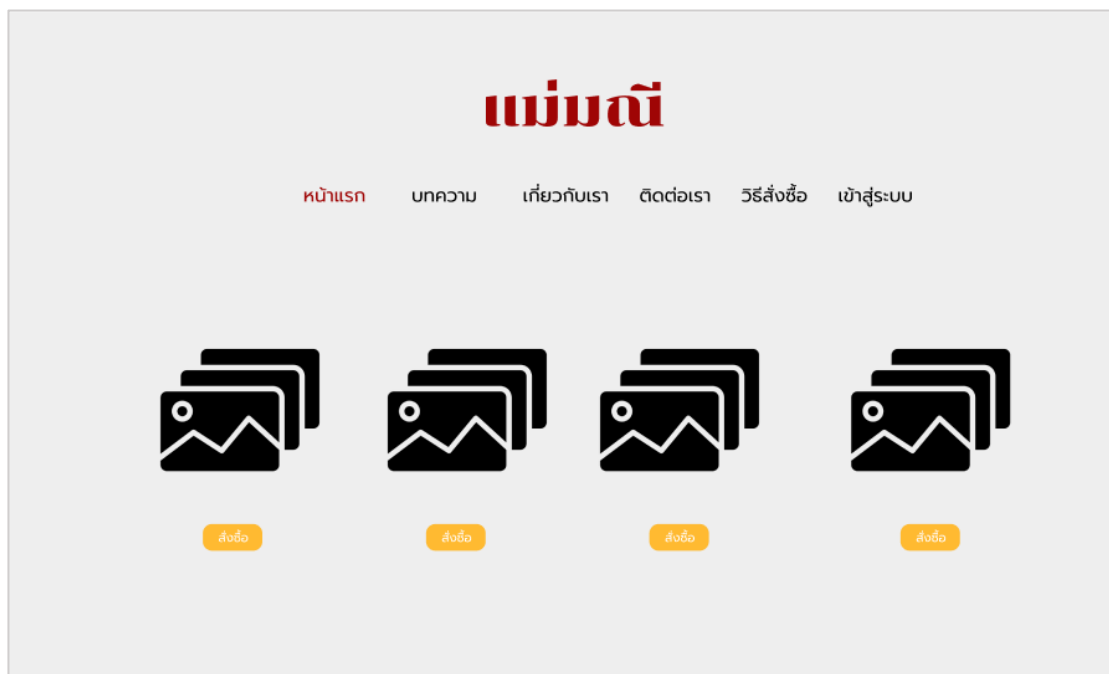 แม่มณี
หน้าแรก บทความ เกี่ยวกับเรา ติดต่อเรา วิธีสั่งซื้อ เข้าสู่ระบบ
สั่งซื้อ สั่งซื้อ สั่งซื้อ สั่งซื้อ